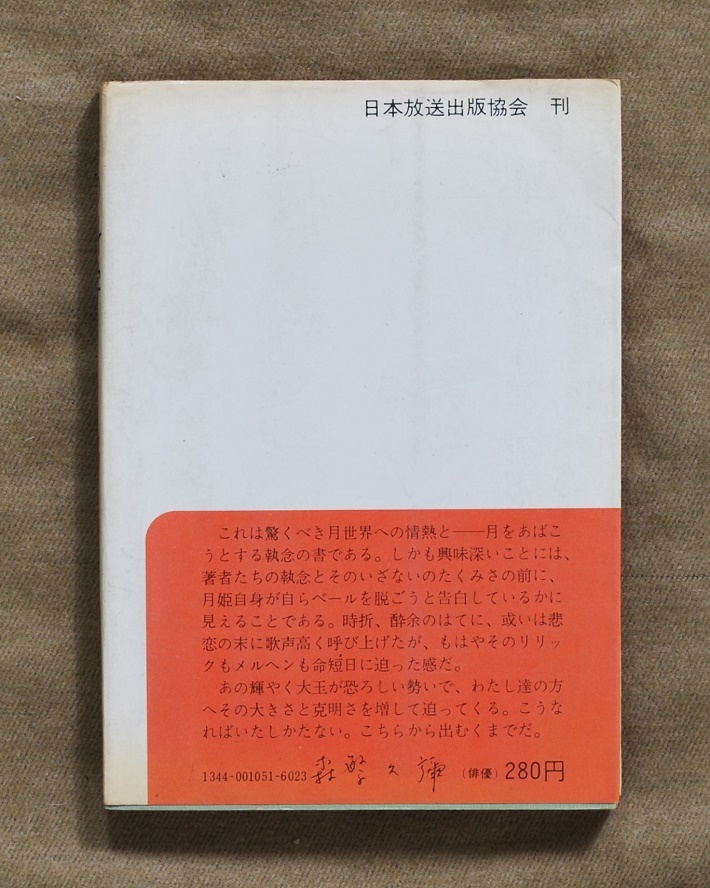 日本放送出版協会　刊
これは驚くべき月世界への情熱と――月をあばこ
うとする執念の書である。しかも興味深いことには、
著者たちの執念とそのいざないのたくみさの前に、
月姫自身が自らベールを脱ごうと告白しているかに
見えることである。時折、酔余のはてに、或いは悲
恋の末に歌声高く呼び上げたが、もはやそのリリッ
クもメルヘンも命短日に迫った感だ。
あの輝やく大玉が恐ろしい勢いで、わたし達の方
へその大きさと克明さを増して迫ってくる。こうな
ればいたしかたない。こちらから出むくまでだ。
1344-001051-6023 森繁久彌 (俳優) 280円